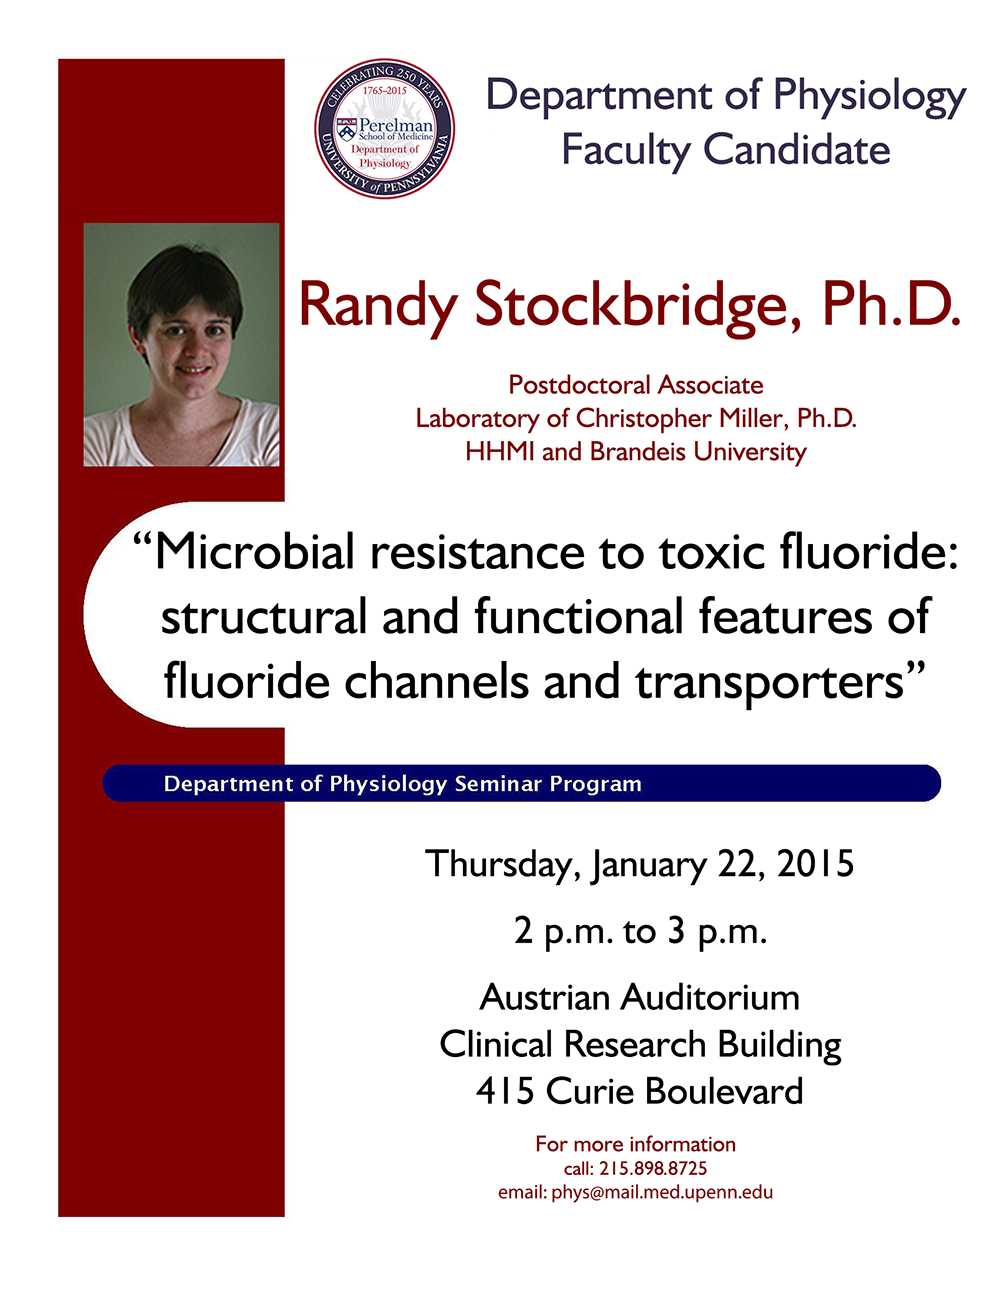 CELEBRATING 250 YEARS
1765-2015
Perelman
School of Medicine
Department of
Physiology
UNIVERSITY of PENNSYLVANIA
Department of Physiology
Faculty Candidate
Randy Stockbridge, Ph.D.
Postdoctoral Associate
Laboratory of Christopher Miller, Ph.D.
HHMI and Brandeis University
“Microbial resistance to toxic fluoride:
structural and functional features of
fluoride channels and transporters”
Department of Physiology Seminar Program
Thursday, January 22, 2015
2 p.m. to 3 p.m.
Austrian Auditorium
Clinical Research Building
415 Curie Boulevard
For more information
call: 215.898.8725
email: phys@mail.med.upenn.edu